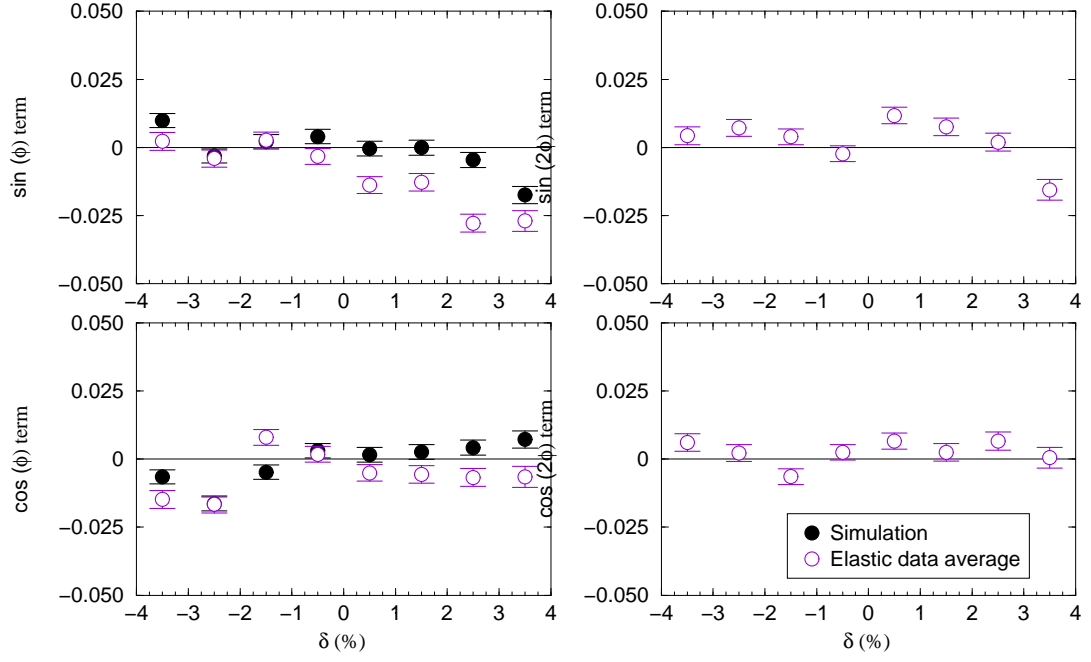 0.050
0.025
0
−0.025
−0.050
sin (ϕ) term
−4 −3 −2 −1 0 1 2 3 4
0.050
0.025
0
−0.025
−0.050
sin (2ϕ) term
−4 −3 −2 −1 0 1 2 3 4
0.050
0.025
0
−0.025
−0.050
cos (ϕ) term
−4 −3 −2 −1 0 1 2 3 4
δ (%)
0.050
0.025
0
−0.025
−0.050
cos (2ϕ) term
Simulation
Elastic data average
−4 −3 −2 −1 0 1 2 3 4
δ (%)